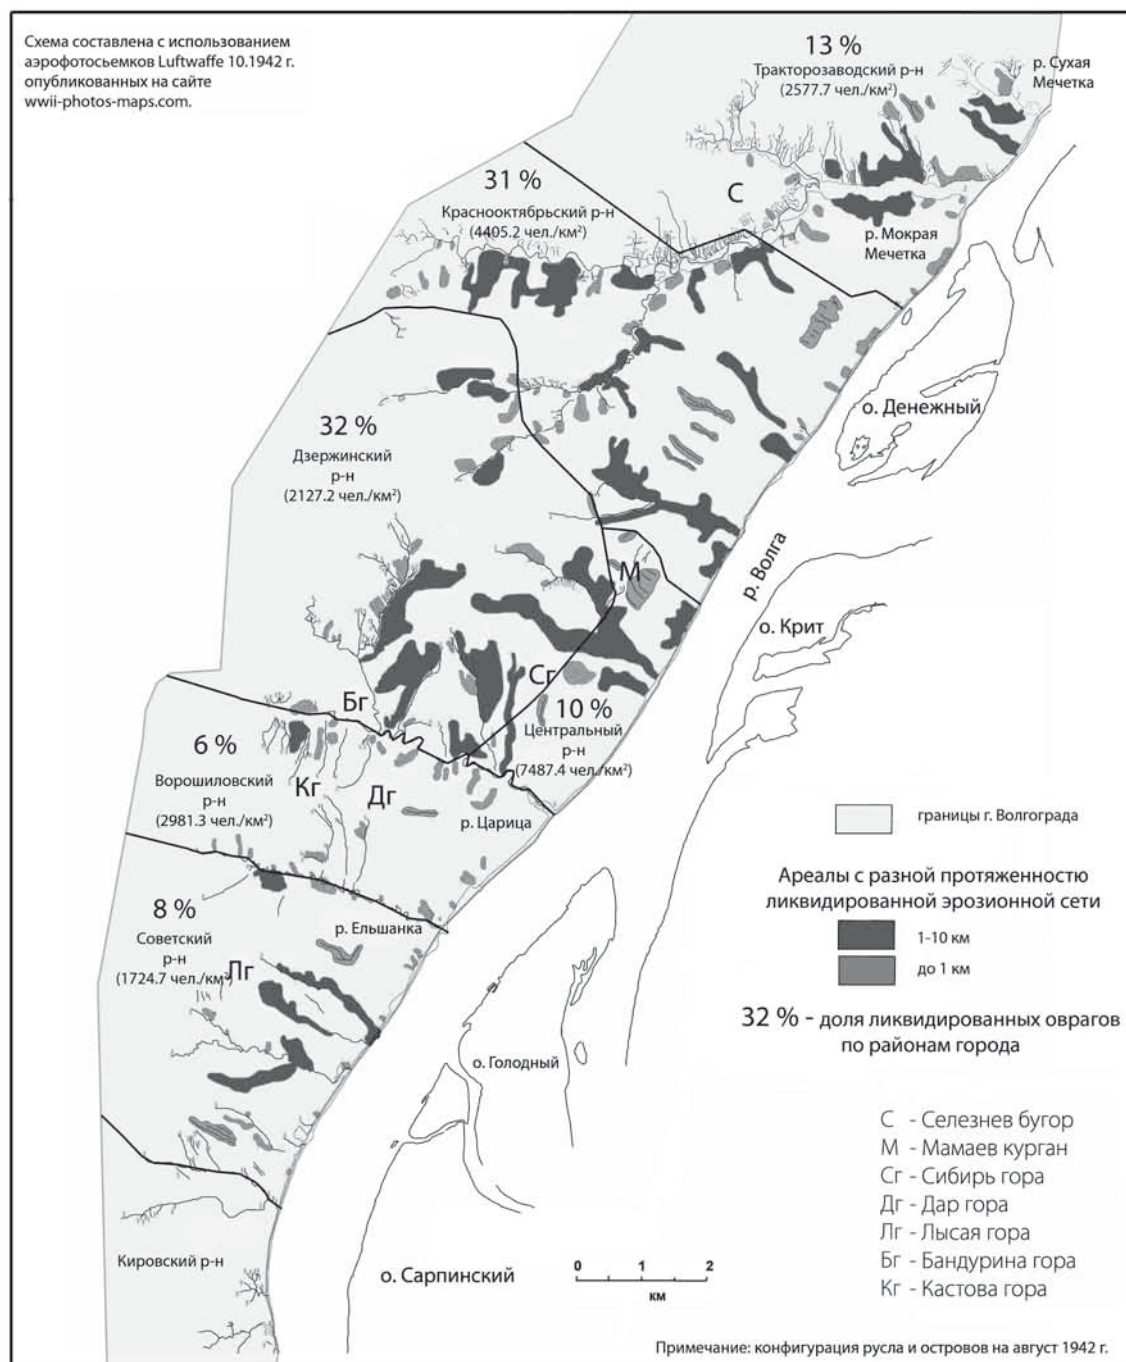 Схема составлена с использованием
аэрофотосьемков Luftwaffe 10.1942 г.
опубликованных на сайте
wwii-photos-maps.com.
13 %
Тракторозаводский р-н
(2577.7 чел./км²)
р. Сухая
Мечетка
31 %
Краснооктябрьский р-н
(4405.2 чел./км²)
С
р. Мокрая
Мечетка
32 %
Дзержинский
р-н
(2127.2 чел./км²)
о. Денежный
М
р. Волга
о. Крит
Сг
Бг
10 %
Центральный
р-н
(7487.4 чел./км²)
6 %
Ворошиловский
р-н
(2981.3 чел./км²)
Кг
Дг
р. Царица
8 %
Советский
р-н
(1724.7 чел./км²)
Лг
р. Ельшанка
о. Голодный
Кировский р-н
о. Сарпинский
границы г. Волгограда
Ареалы с разной протяженностью
ликвидированной эрозионной сети
1-10 км
до 1 км
32 % - доля ликвидированных оврагов
по районам города
С - Селезнев бугор
М - Мамаев курган
Сг - Сибирь гора
Дг - Дар гора
Лг - Лысая гора
Бг - Бандурина гора
Кг - Кастова гора
0 1 2
км
Примечание: конфигурация русла и островов на август 1942 г.